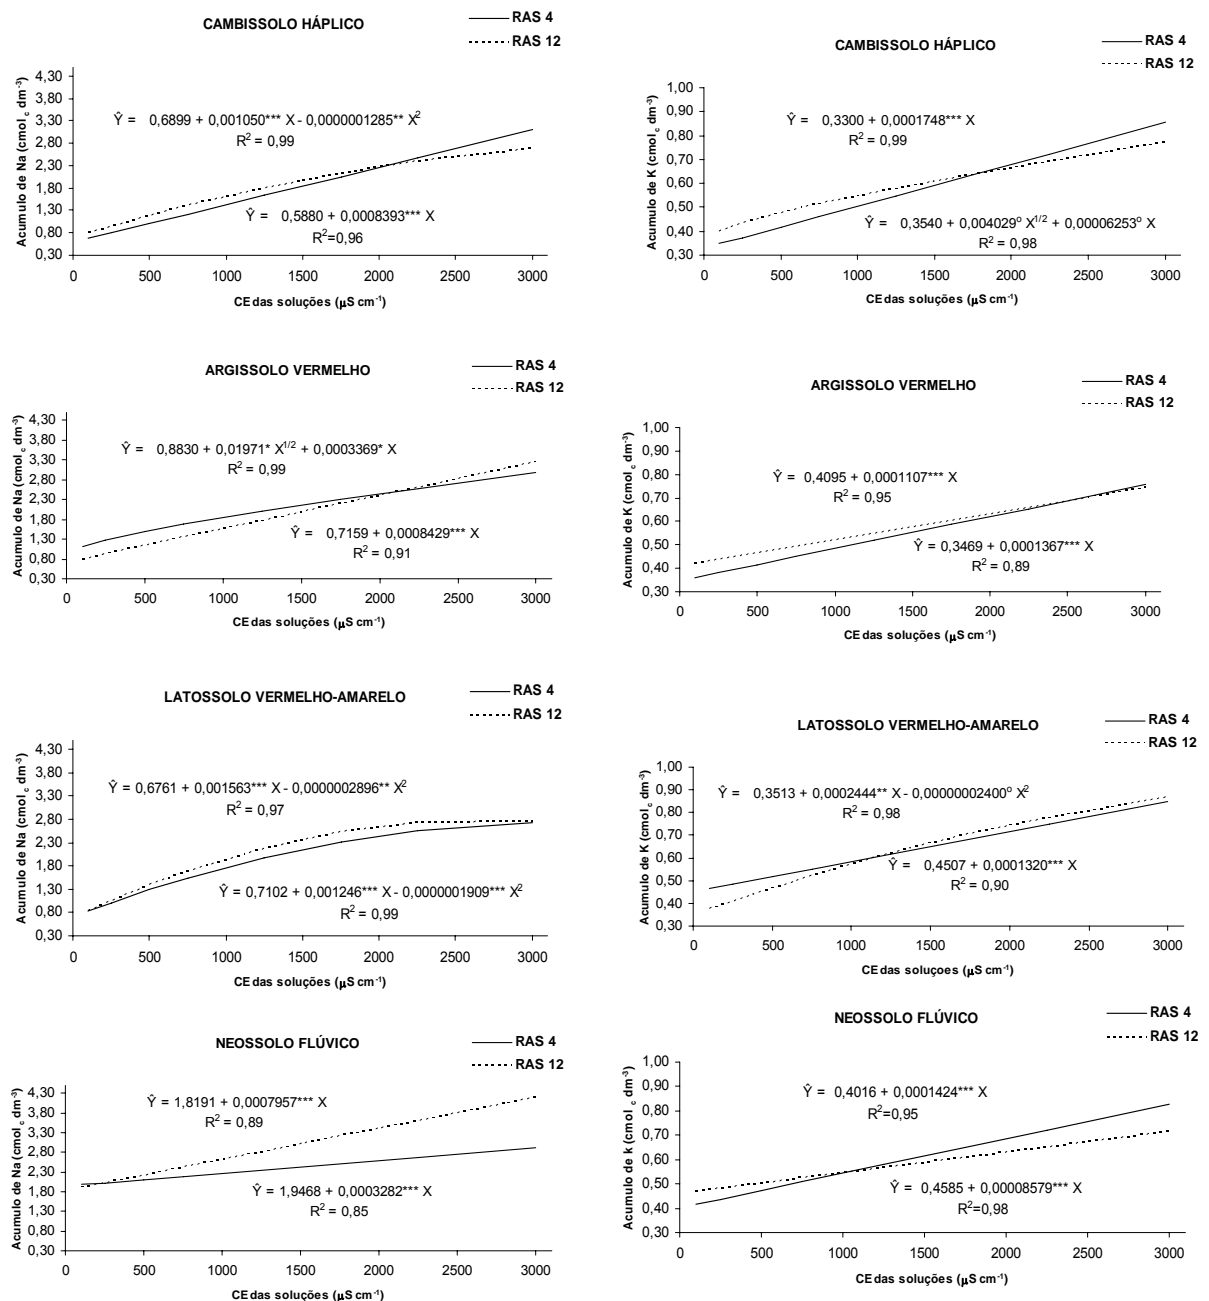 CAMBISSOLO HÁPLICO
RAS 4
RAS 12
Acumulo de Na (cmolc dm-3)
4,30
3,80
3,30
2,80
2,30
1,80
1,30
0,80
0,30
Ŷ = 0,6899 + 0,001050*** X - 0,0000001285** X2
R2 = 0,99
Ŷ = 0,5880 + 0,0008393*** X
R2=0,96
0 500 1000 1500 2000 2500 3000
CE das soluções (µS cm-1)
CAMBISSOLO HÁPLICO
RAS 4
RAS 12
Acumulo de K (cmolc dm-3)
1,00
0,90
0,80
0,70
0,60
0,50
0,40
0,30
Ŷ = 0,3300 + 0,0001748*** X
R2 = 0,99
Ŷ = 0,3540 + 0,004029o X1/2 + 0,00006253o X
R2 = 0,98
0 500 1000 1500 2000 2500 3000
CE das soluções (µS cm-1)
ARGISSOLO VERMELHO
RAS 4
RAS 12
Acumulo de Na (cmolc dm-3)
4,30
3,80
3,30
2,80
2,30
1,80
1,30
0,80
0,30
Ŷ = 0,8830 + 0,01971* X1/2 + 0,0003369* X
R2 = 0,99
Ŷ = 0,7159 + 0,0008429*** X
R2 = 0,91
0 500 1000 1500 2000 2500 3000
CE das soluções (µS cm-1)
ARGISSOLO VERMELHO
RAS 4
RAS 12
Acumulo de K (cmolc dm-3)
1,00
0,90
0,80
0,70
0,60
0,50
0,40
0,30
Ŷ = 0,4095 + 0,0001107*** X
R2 = 0,95
Ŷ = 0,3469 + 0,0001367*** X
R2 = 0,89
0 500 1000 1500 2000 2500 3000
CE das soluções (µS cm-1)
LATOSSOLO VERMELHO-AMARELO
RAS 4
RAS 12
Acumulo de Na (cmolc dm-3)
4,30
3,80
3,30
2,80
2,30
1,80
1,30
0,80
0,30
Ŷ = 0,6761 + 0,001563*** X - 0,0000002896** X2
R2 = 0,97
Ŷ = 0,7102 + 0,001246*** X - 0,0000001909*** X2
R2 = 0,99
0 500 1000 1500 2000 2500 3000
CE das soluções (µS cm-1)
LATOSSOLO VERMELHO-AMARELO
RAS 4
RAS 12
Acumulo de K (cmolc dm-3)
1,00
0,90
0,80
0,70
0,60
0,50
0,40
0,30
Ŷ = 0,3513 + 0,0002444** X - 0,00000002400o X2
R2 = 0,98
Ŷ = 0,4507 + 0,0001320*** X
R2 = 0,90
0 500 1000 1500 2000 2500 3000
CE das soluçoes (µS cm-1)
NEOSSOLO FLÚVICO
RAS 4
RAS 12
Acumulo de Na (cmolc dm-3)
4,30
3,80
3,30
2,80
2,30
1,80
1,30
0,80
0,30
Ŷ = 1,8191 + 0,0007957*** X
R2 = 0,89
Ŷ = 1,9468 + 0,0003282*** X
R2 = 0,85
0 500 1000 1500 2000 2500 3000
CE das soluções (µS cm-1)
NEOSSOLO FLÚVICO
RAS 4
RAS 12
Acumulo de k (cmolc dm-3)
1,00
0,90
0,80
0,70
0,60
0,50
0,40
0,30
Ŷ = 0,4016 + 0,0001424*** X
R2=0,95
Ŷ = 0,4585 + 0,00008579*** X
R2=0,98
0 500 1000 1500 2000 2500 3000
CE das soluções (µS cm-1)